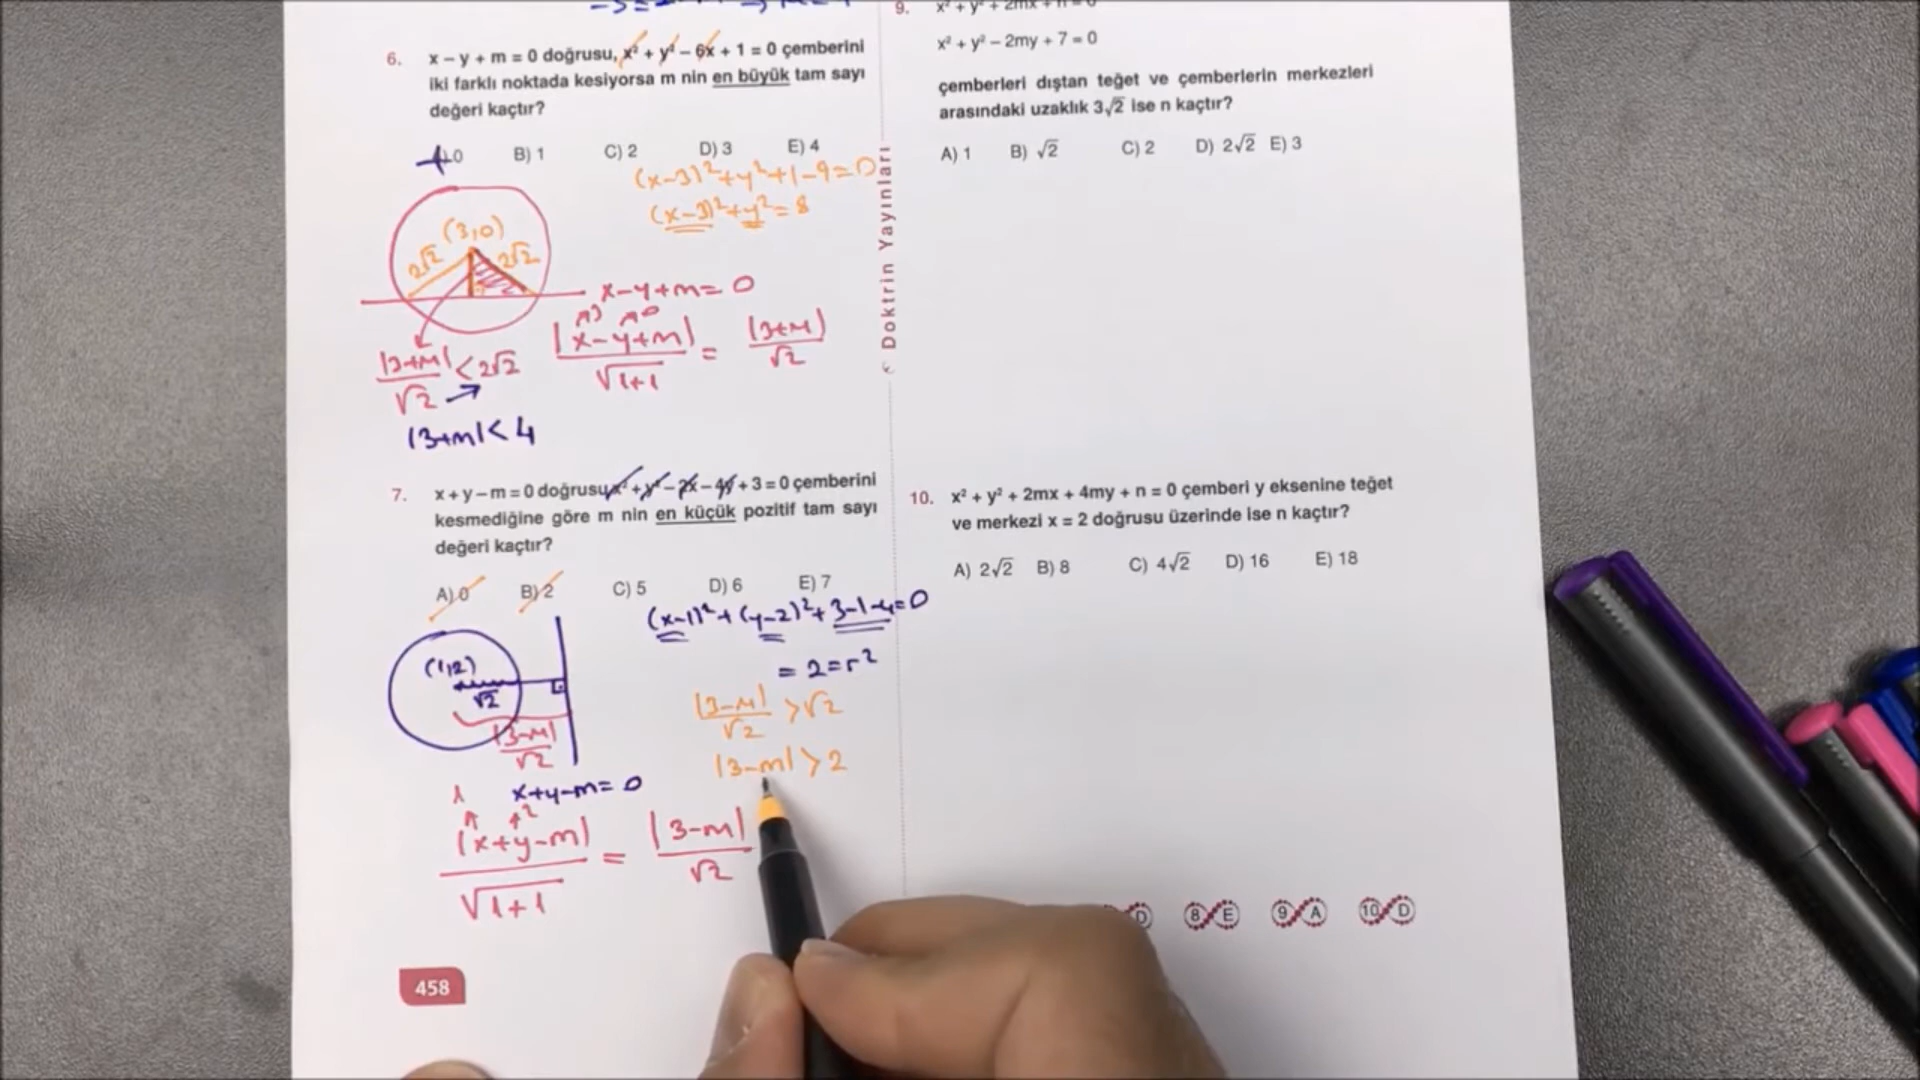 6. x – y + m = 0 doğrusu, x² + y² – 6x + 1 = 0 çemberini
iki farklı noktada kesiyorsa m nin en büyük tam sayı
değeri kaçtır?
0 B) 1 C) 2 D) 3 E) 4
(x-3)²+y²+1-9=0
(x-3)²+y²=8
(3,0)
2√2 2√2
x-y+m=0
|3+m|/√2 < 2√2
|x-y+m|/√1+1 = |3+m|/√2
|3+m|< 4
7. x + y – m = 0 doğrusu x² + y² – 2x – 4y + 3 = 0 çemberini
kesmediğine göre m nin en küçük pozitif tam sayı
değeri kaçtır?
A) 0 B) 2 C) 5 D) 6 E) 7
(x-1)²+(y-2)²+3-1-4=0
= 2=r²
(1,2)
√2
|3-m|/√2
|3-m|/√2 >√2
|3-m| >2
x+y-m= 0
|x+y-m|/√1+1 = |3-m|/√2
458
Doktrin Yayınları
9.
x² + y² – 2my + 7 = 0
çemberleri dıştan teğet ve çemberlerin merkezleri
arasındaki uzaklık 3√2 ise n kaçtır?
A) 1 B) √2 C) 2 D) 2√2 E) 3
10. x² + y² + 2mx + 4my + n = 0 çemberi y eksenine teğet
ve merkezi x = 2 doğrusu üzerinde ise n kaçtır?
A) 2√2 B) 8 C) 4√2 D) 16 E) 18
D 8 E 9 A 10 D